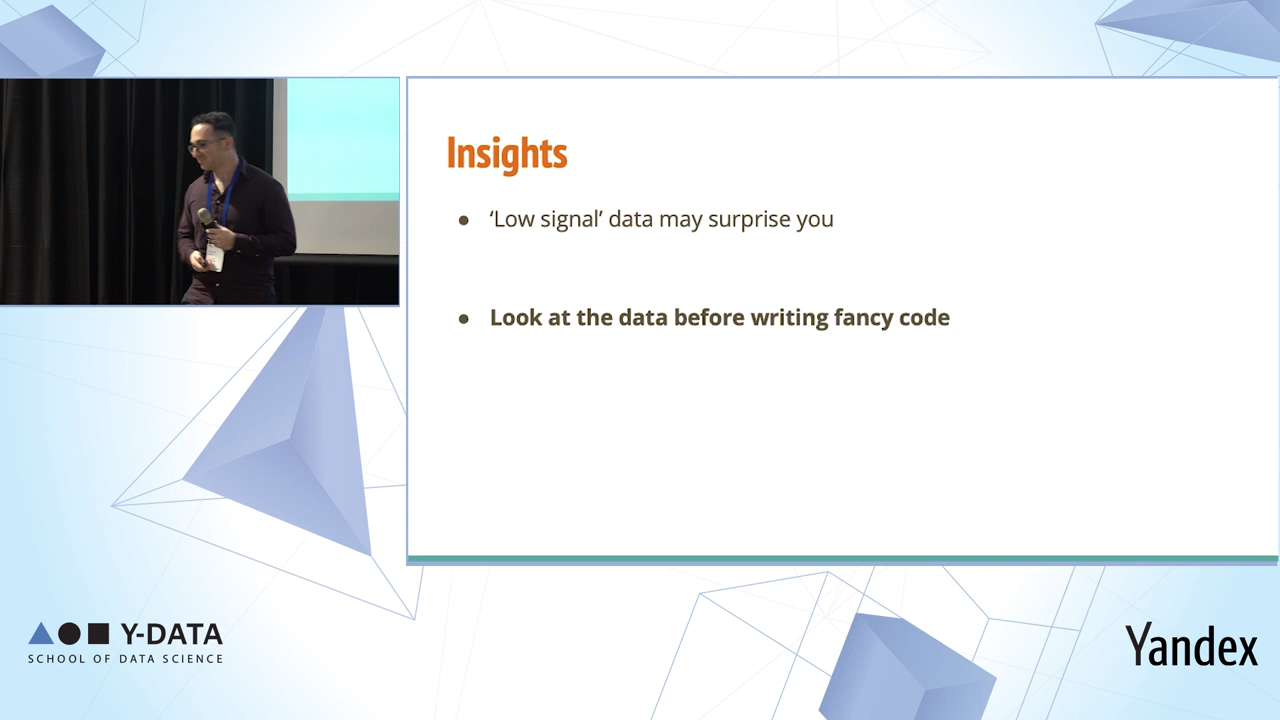 Insights
● ‘Low signal’ data may surprise you
● Look at the data before writing fancy code
Y-DATA
SCHOOL OF DATA SCIENCE
Yandex